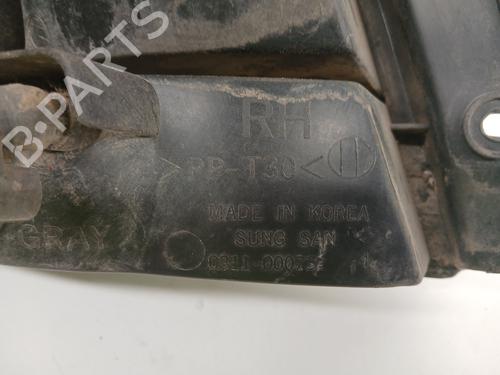 B-PARTS
RH
>PP-T30<
MADE IN KOREA
GRAY
SUNG SAN